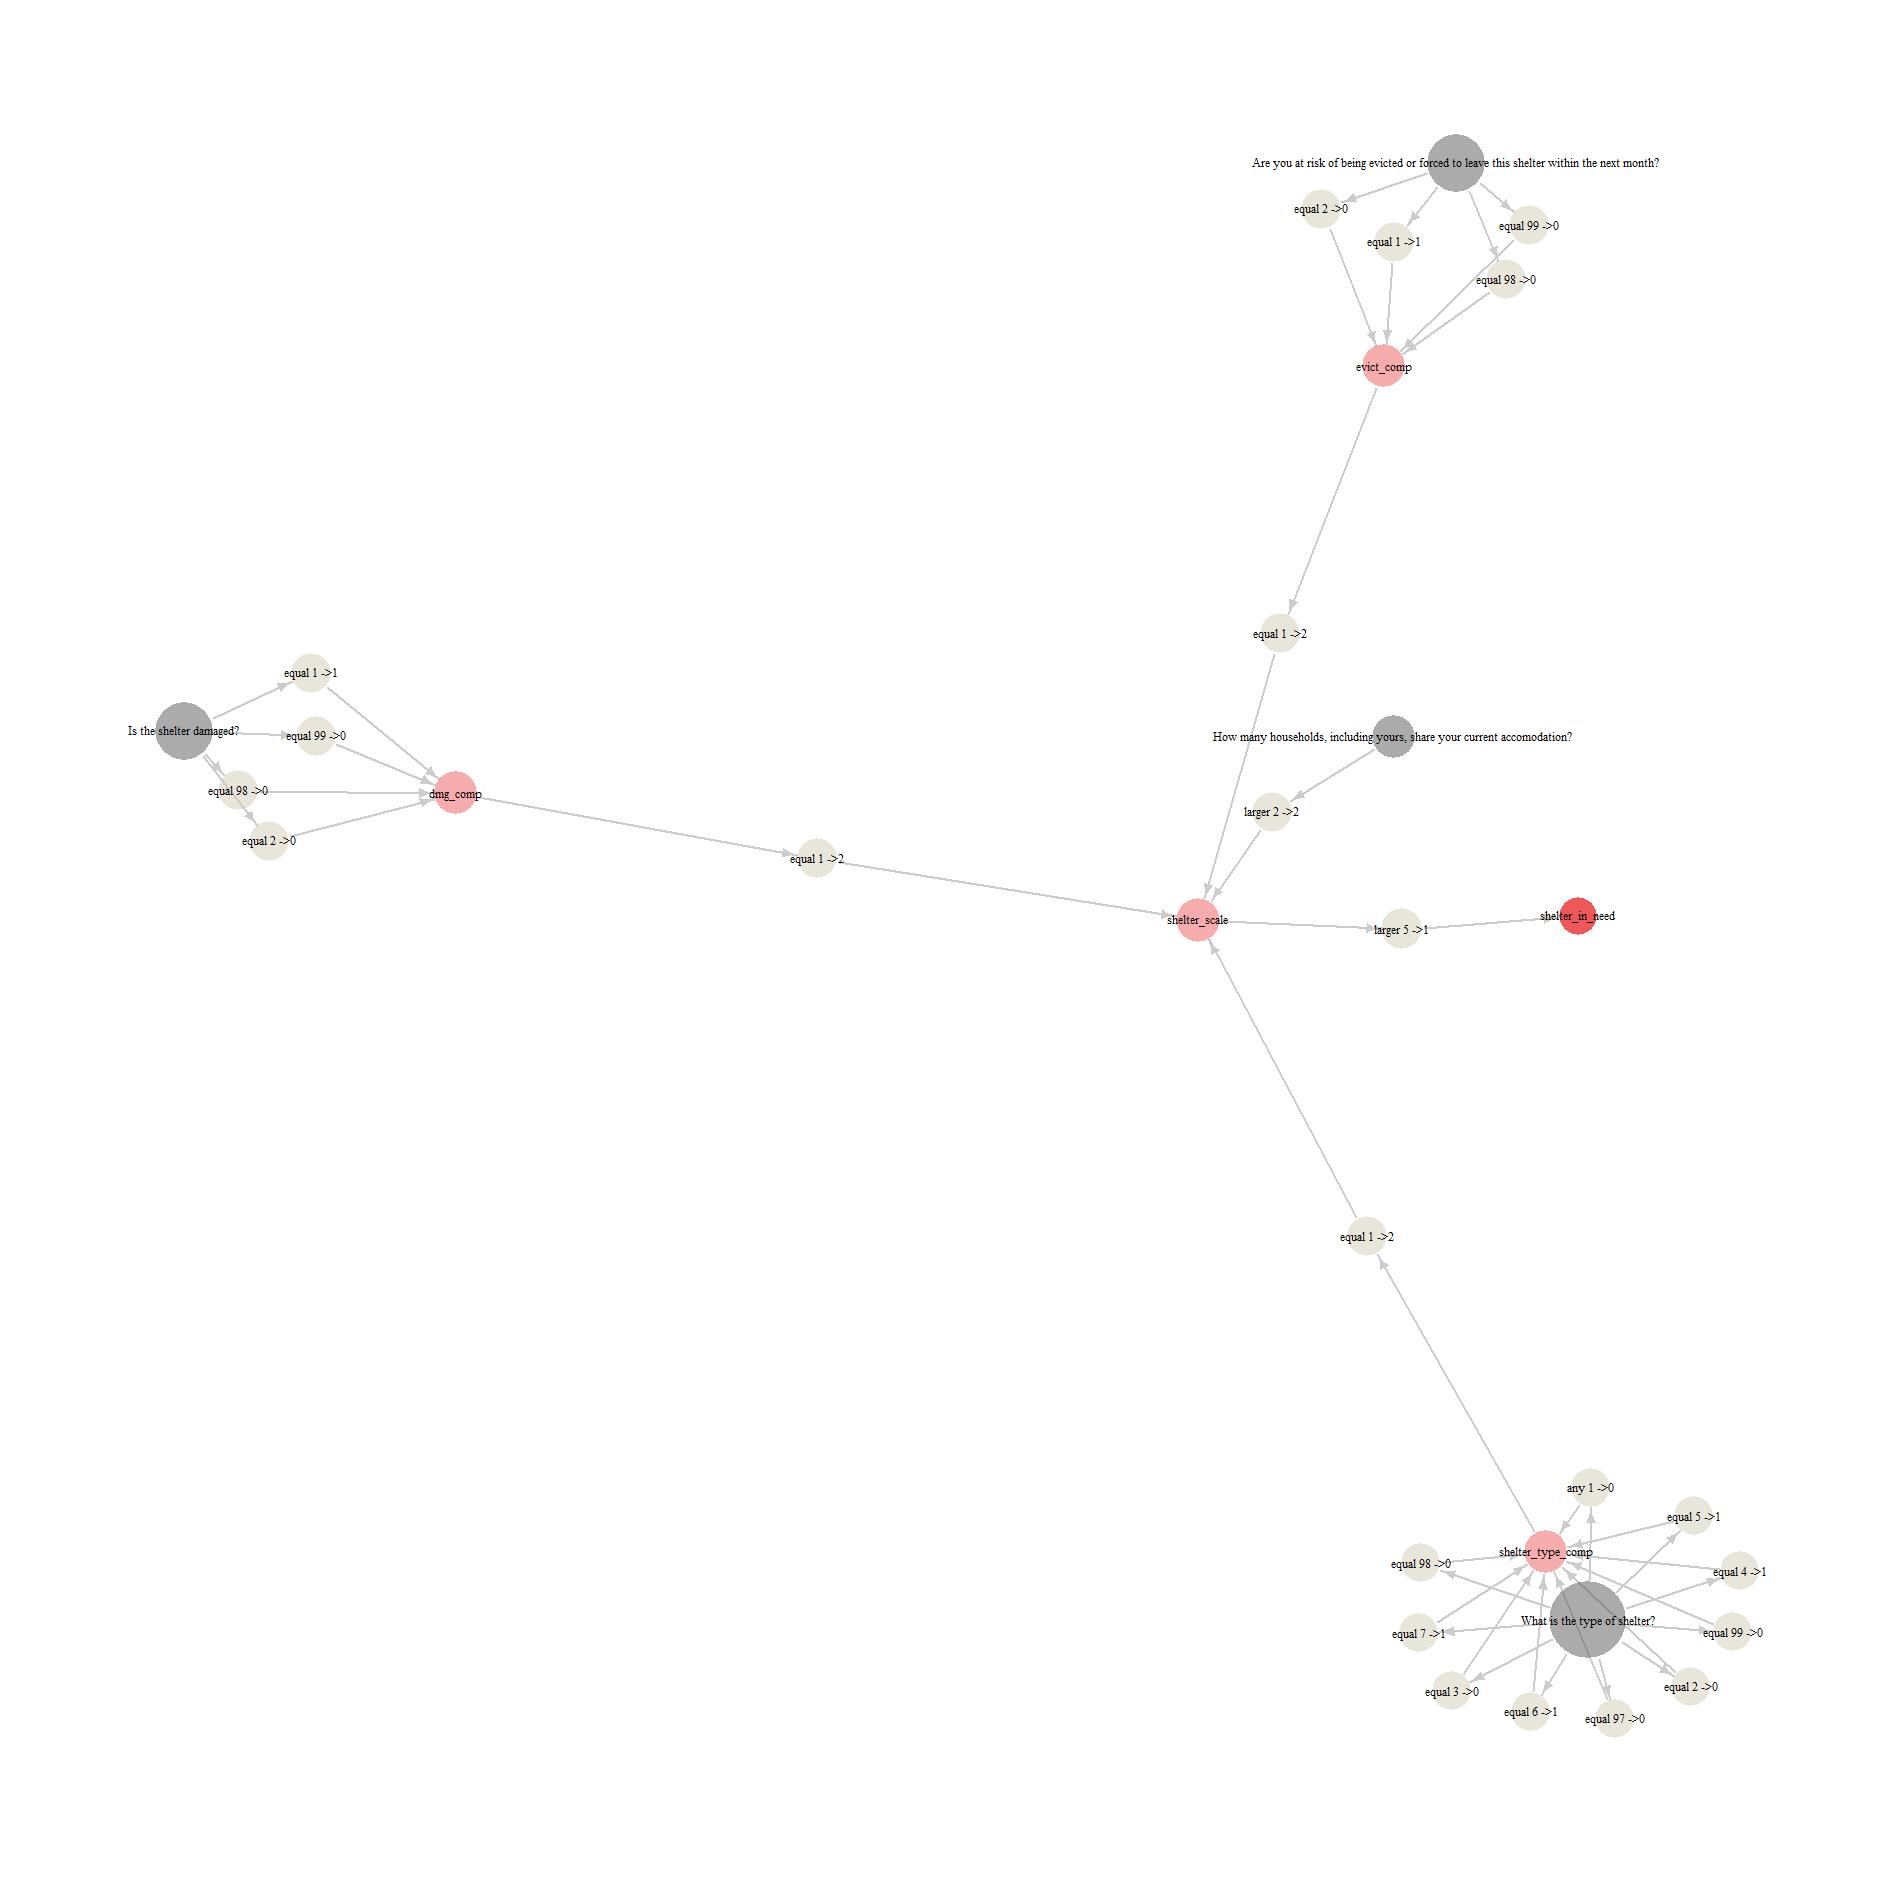 Are you at risk of being evicted or forced to leave this shelter within the next month?
equal 2 ->0
equal 99 ->0
equal 1 ->1
equal 98 ->0
evict_comp
equal 1 ->2
equal 1 ->1
Is the shelter damaged?
equal 99 ->0
How many households, including yours, share your current accomodation?
equal 98 ->0
dmg_comp
larger 2 ->2
equal 2 ->0
equal 1 ->2
shelter_scale
shelter_in_need
larger 5 ->1
equal 1 ->2
any 1 ->0
equal 5 ->1
shelter_type_comp
equal 98 ->0
equal 4 ->1
What is the type of shelter?
equal 7 ->1
equal 99 ->0
equal 3 ->0
equal 2 ->0
equal 6 ->1
equal 97 ->0